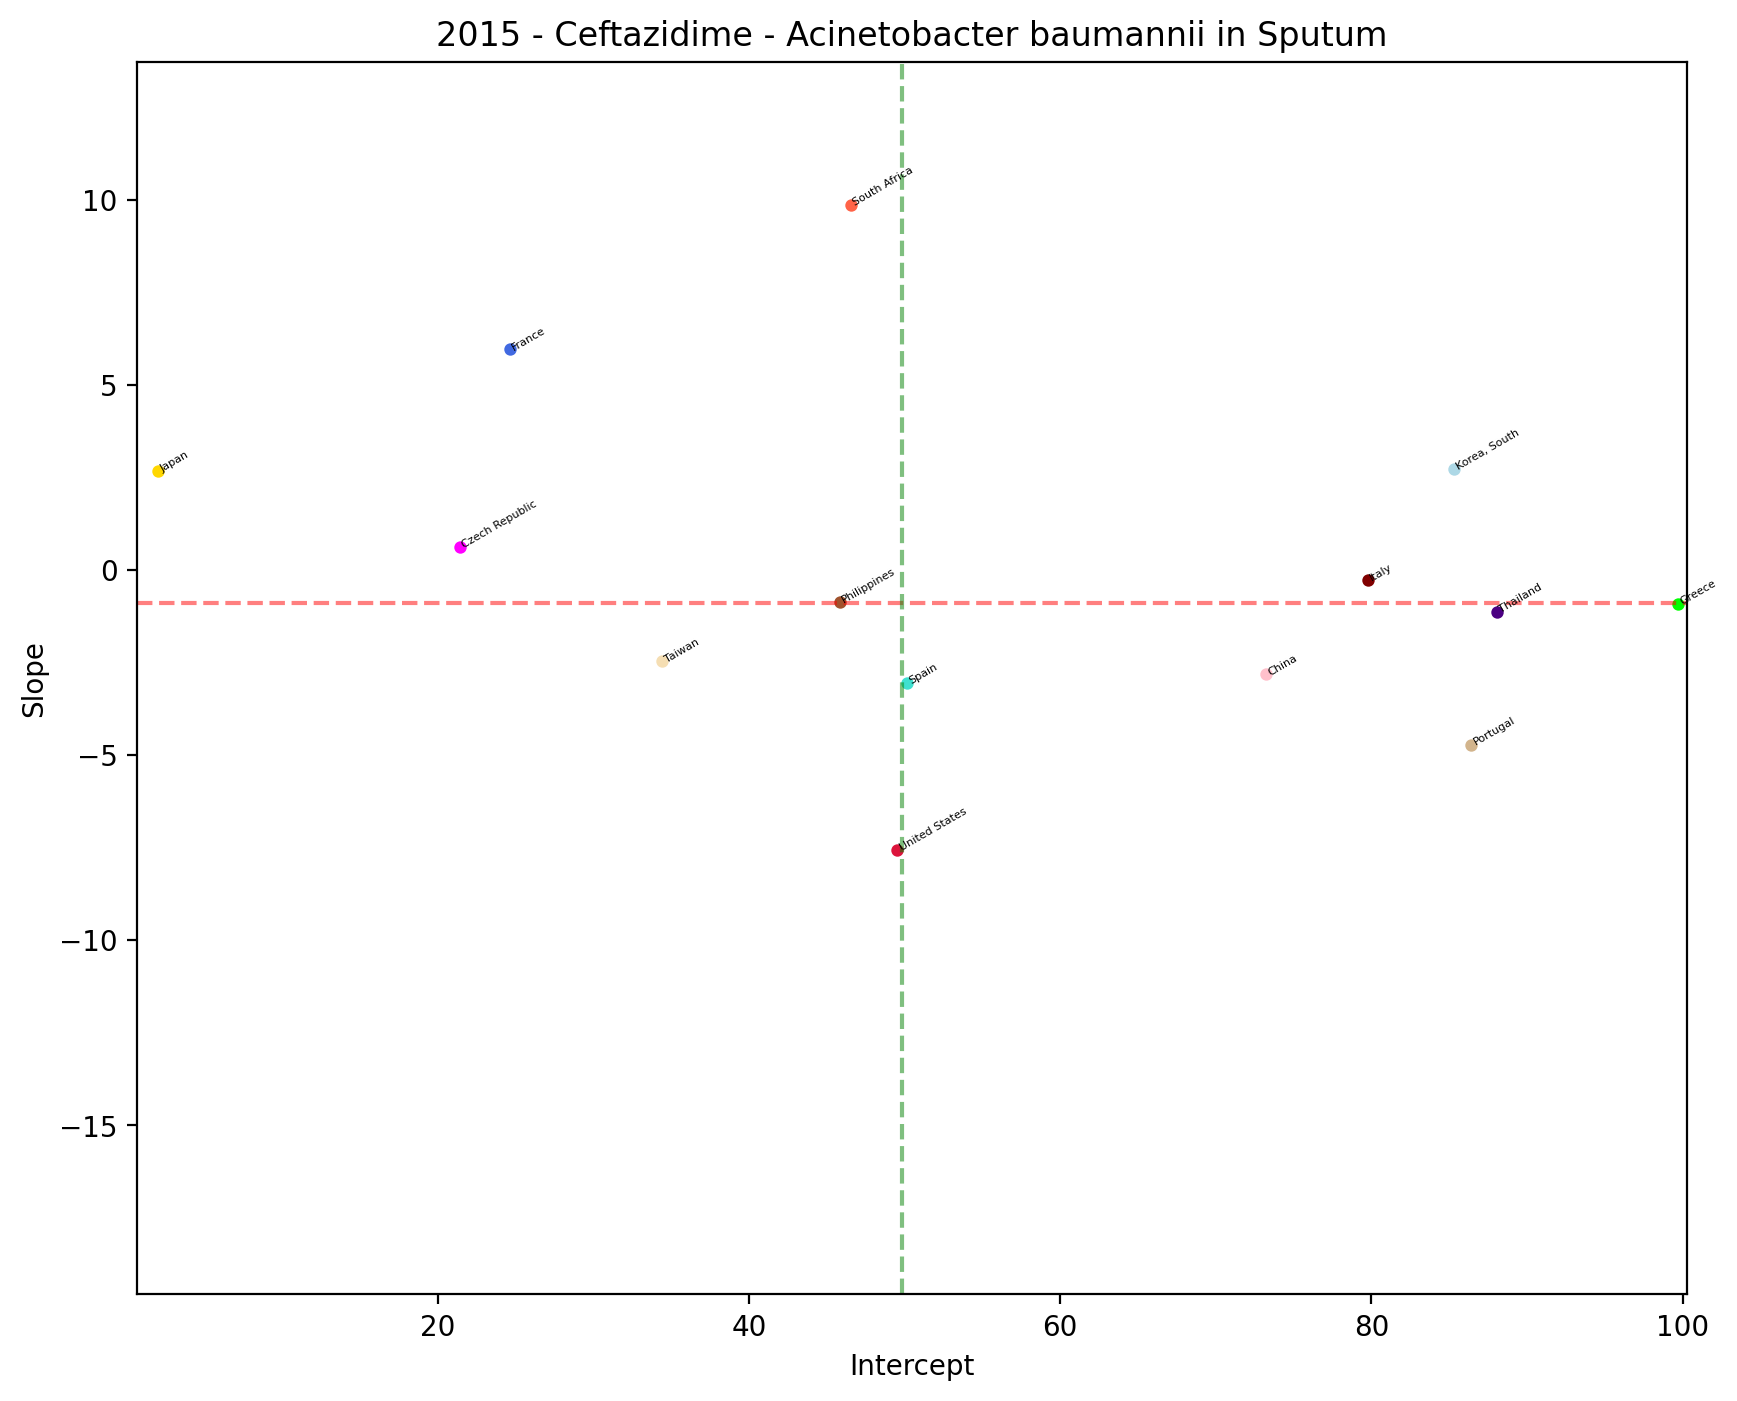 2015 - Ceftazidime - Acinetobacter baumannii in Sputum
Slope
10
5
0
−5
−10
−15
South Africa
France
Japan
Korea, South
Czech Republic
Philippines
Italy
Thailand
Greece
Taiwan
Spain
China
Portugal
United States
20
40
60
80
100
Intercept